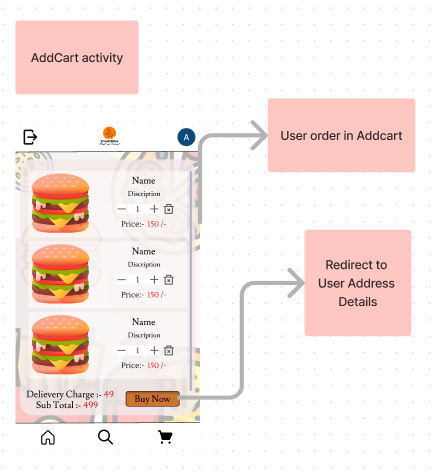 AddCart activity
User order in Addcart
A
Name
Discription
1
Price:- 150 /-
Name
Discription
1
Price:- 150 /-
Redirect to
User Address
Details
Name
Discription
1
Price:- 150 /-
Delievery Charge :- 49
Sub Total :- 499
Buy Now